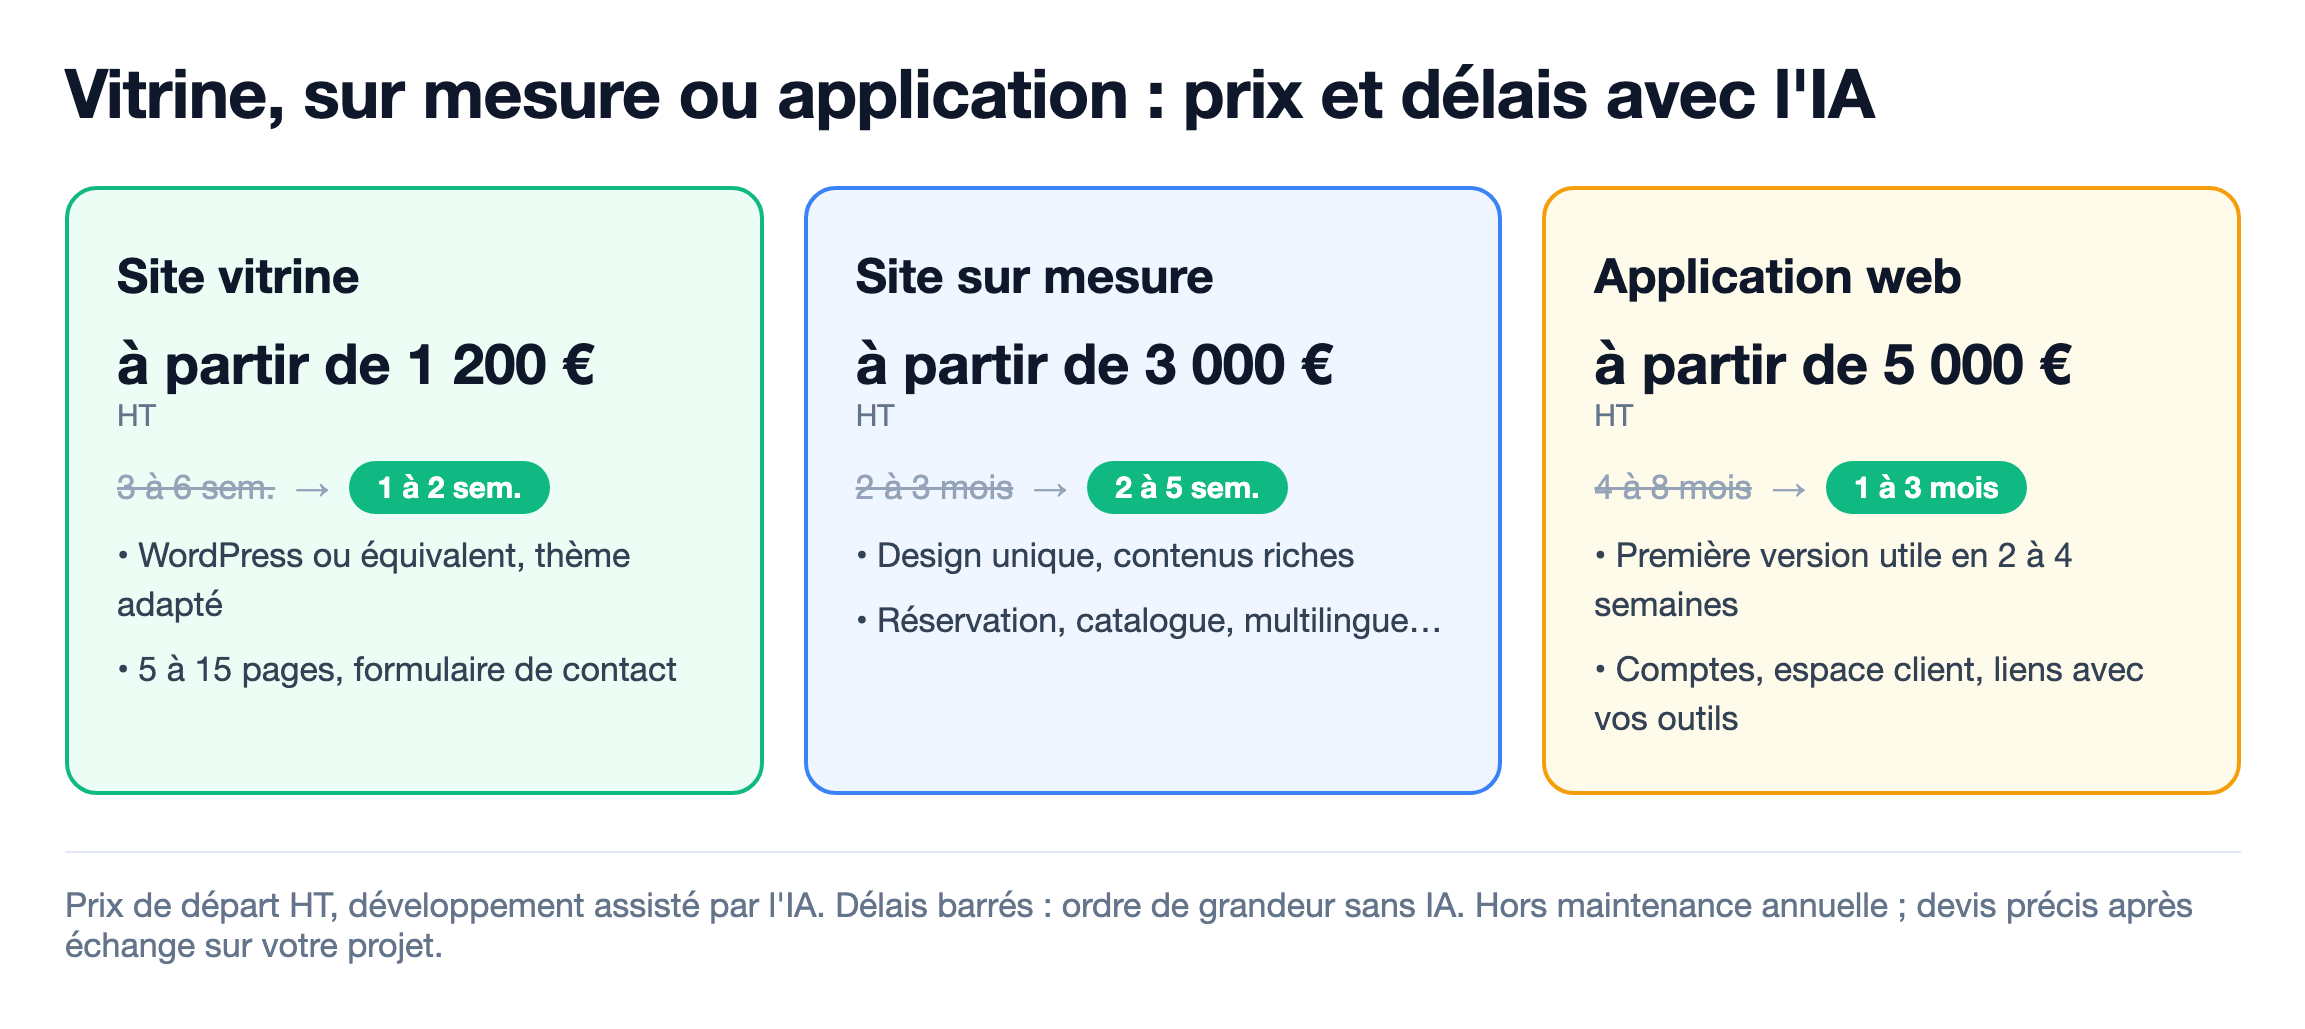 Vitrine, sur mesure ou application : prix et délais avec l'IA
Site vitrine
à partir de 1 200 €
HT
3 à 6 sem. → 1 à 2 sem.
• WordPress ou équivalent, thème
adapté
• 5 à 15 pages, formulaire de contact
Site sur mesure
à partir de 3 000 €
HT
2 à 3 mois → 2 à 5 sem.
• Design unique, contenus riches
• Réservation, catalogue, multilingue…
Application web
à partir de 5 000 €
HT
4 à 8 mois → 1 à 3 mois
• Première version utile en 2 à 4
semaines
• Comptes, espace client, liens avec
vos outils
Prix de départ HT, développement assisté par l'IA. Délais barrés : ordre de grandeur sans IA. Hors maintenance annuelle ; devis précis après
échange sur votre projet.